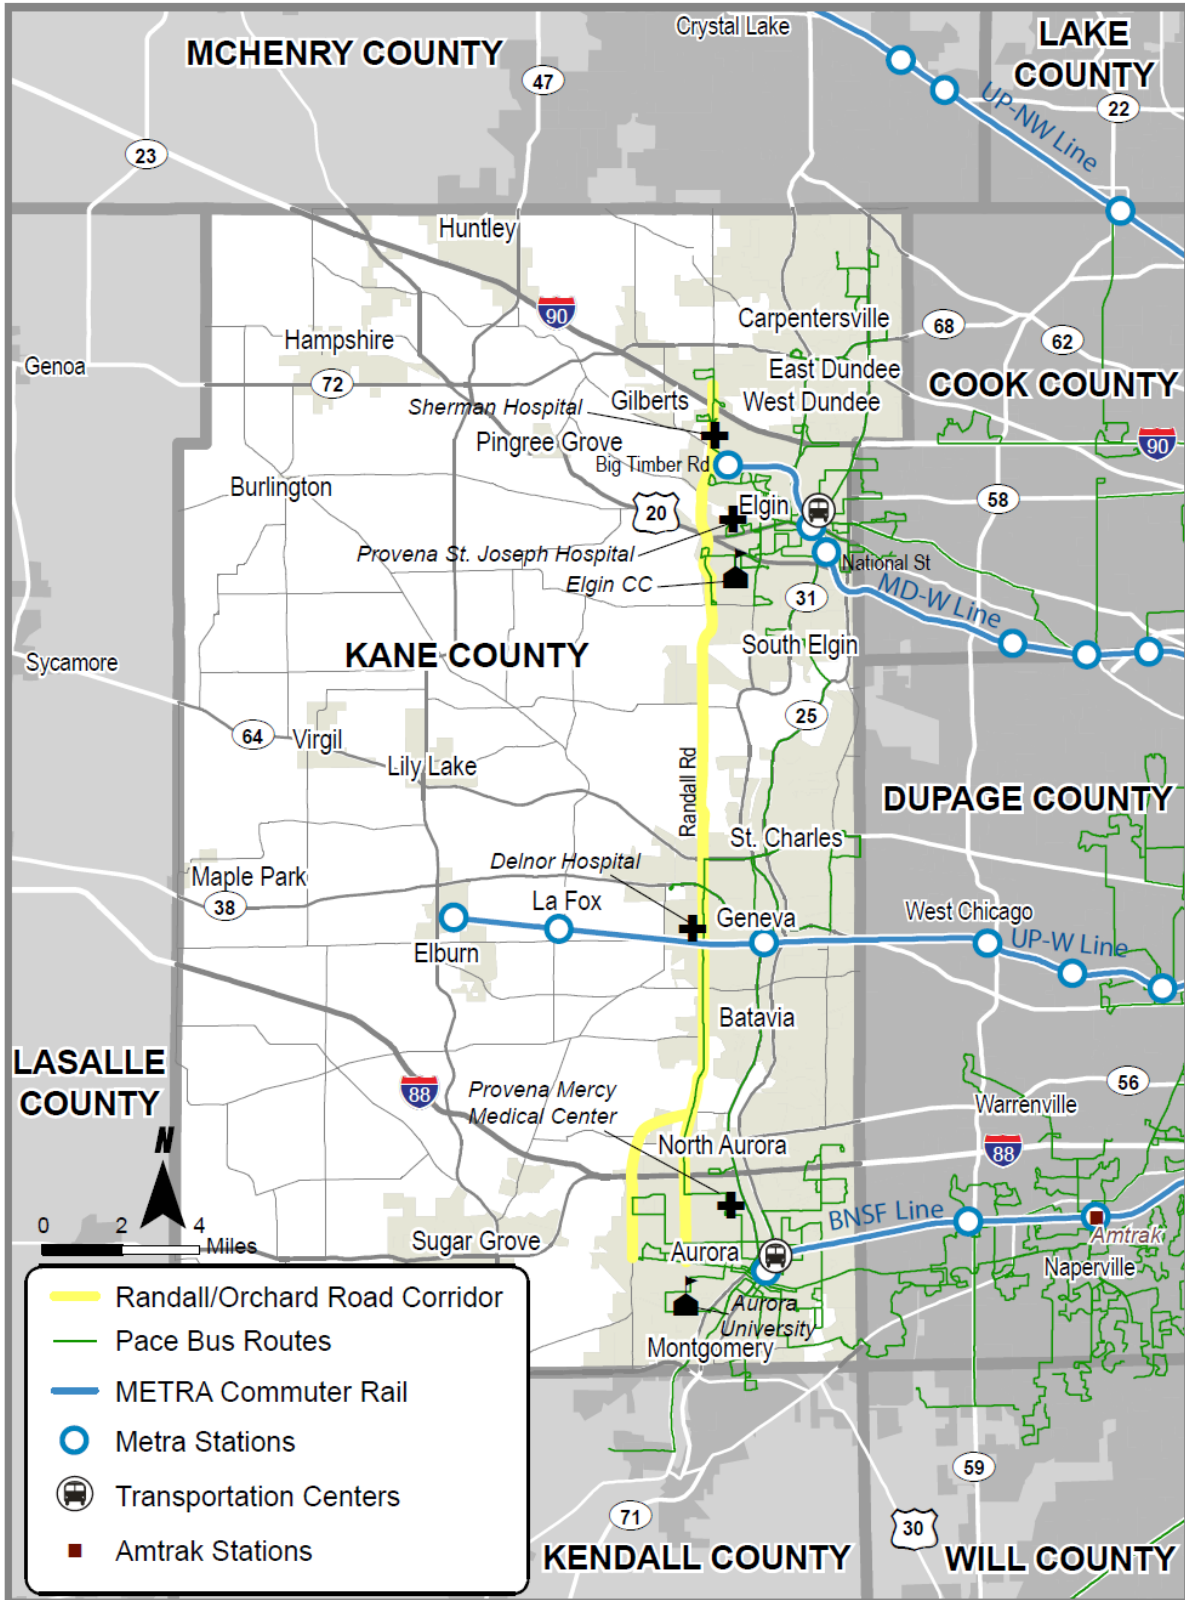 Crystal Lake
LAKE
COUNTY
MCHENRY COUNTY
47
22
UP-NW Line
23
Huntley
90
Carpentersville
68
62
Hampshire
Genoa
72
East Dundee
COOK COUNTY
Gilberts
West Dundee
Sherman Hospital
Pingree Grove
90
Big Timber Rd
Burlington
58
20
Elgin
Provena St. Joseph Hospital
National St
Elgin CC
31
MD-W Line
South Elgin
KANE COUNTY
Sycamore
25
64
Virgil
Lily Lake
Randall Rd
DUPAGE COUNTY
St. Charles
Delnor Hospital
Maple Park
38
La Fox
Geneva
West Chicago
UP-W Line
Elburn
Batavia
LASALLE
COUNTY
88
Provena Mercy
Medical Center
56
Warrenville
N
North Aurora
88
BNSF Line
0 2 4
Miles
Sugar Grove
Aurora
Amtrak
Naperville
Aurora
University
Montgomery
Randall/Orchard Road Corridor
Pace Bus Routes
METRA Commuter Rail
Metra Stations
Transportation Centers
Amtrak Stations
59
71
30
KENDALL COUNTY
WILL COUNTY